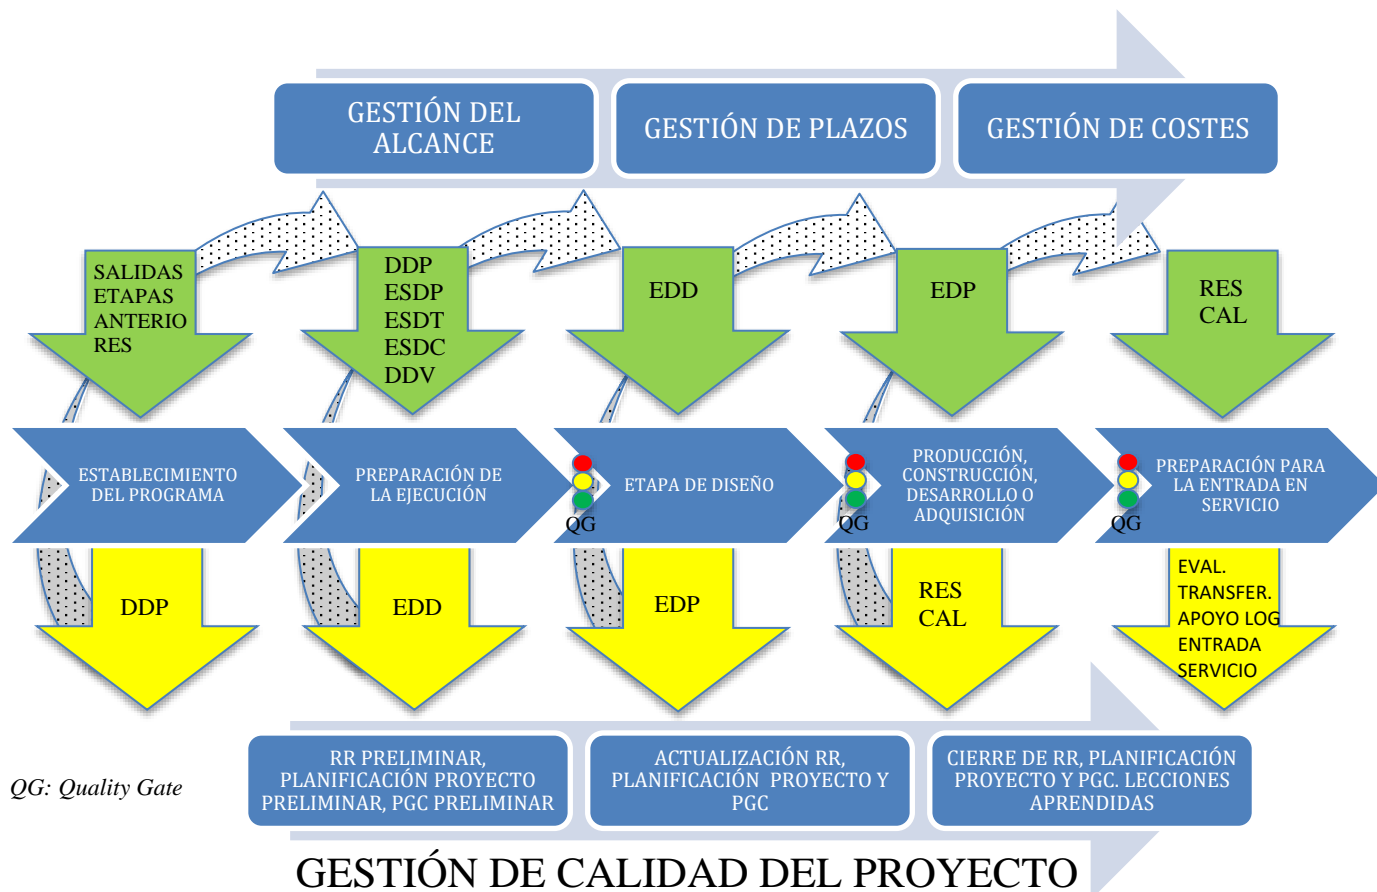 GESTIÓN DEL
ALCANCE
GESTIÓN DE PLAZOS
GESTIÓN DE COSTES
SALIDAS
ETAPAS
ANTERIO
RES
DDP
ESDP
ESDT
ESDC
DDV
EDD
EDP
RES
CAL
ESTABLECIMIENTO
DEL PROGRAMA
PREPARACIÓN DE
LA EJECUCIÓN
QG
ETAPA DE DISEÑO
QG
PRODUCCIÓN,
CONSTRUCCIÓN,
DESARROLLO O
ADQUISICIÓN
QG
PREPARACIÓN PARA
LA ENTRADA EN
SERVICIO
DDP
EDD
EDP
RES
CAL
EVAL.
TRANSFER.
APOYO LOG
ENTRADA
SERVICIO
QG: Quality Gate
RR PRELIMINAR,
PLANIFICACIÓN PROYECTO
PRELIMINAR, PGC PRELIMINAR
ACTUALIZACIÓN RR,
PLANIFICACIÓN PROYECTO Y
PGC
CIERRE DE RR, PLANIFICACIÓN
PROYECTO Y PGC. LECCIONES
APRENDIDAS
GESTIÓN DE CALIDAD DEL PROYECTO